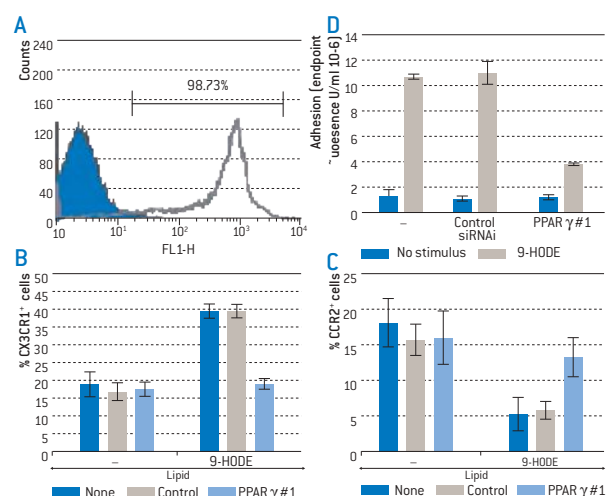 A
Counts
240
200
160
120
80
40
0
98.73%
10 10¹ 10² 10³ 10⁴
FL1-H
D
Adhesion (endpoint
~ uoesence U/ml 10-6)
14
12
10
8
6
4
2
0
– Control siRNAi PPAR γ#1
No stimulus 9-HODE
B
% CX3CR1⁺ cells
50
45
40
35
30
25
20
15
10
5
0
– 9-HODE
Lipid
None Control PPAR γ #1
C
% CCR2⁺ cells
25
20
15
10
5
0
– 9-HODE
Lipid
None Control PPAR γ #1